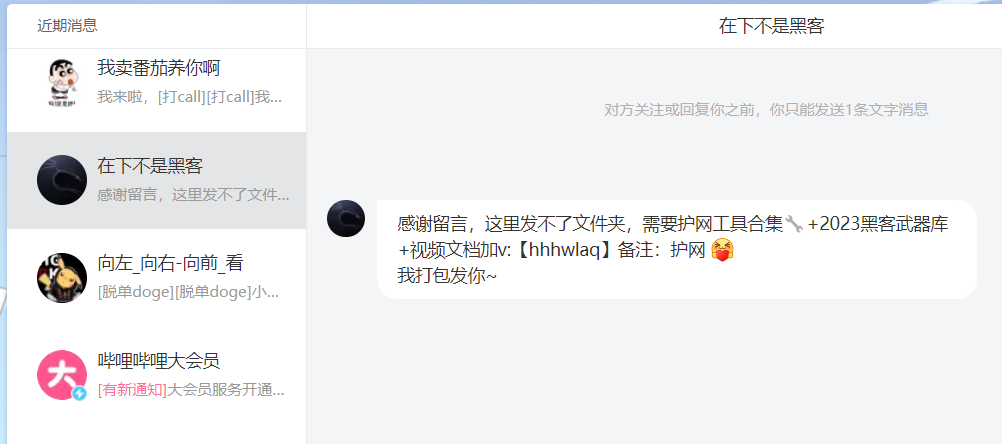 近期消息
在下不是黑客
我卖番茄养你啊
我来啦，[打call][打call]我...
对方关注或回复你之前，你只能发送1条文字消息
在下不是黑客
感谢留言，这里发不了文件...
感谢留言，这里发不了文件夹，需要护网工具合集🔧+2023黑客武器库
+视频文档加v:【hhhwlaq】备注：护网
我打包发你~
向左_向右-向前_看
[脱单doge][脱单doge]小...
哔哩哔哩大会员
[有新通知]大会员服务开通...
大